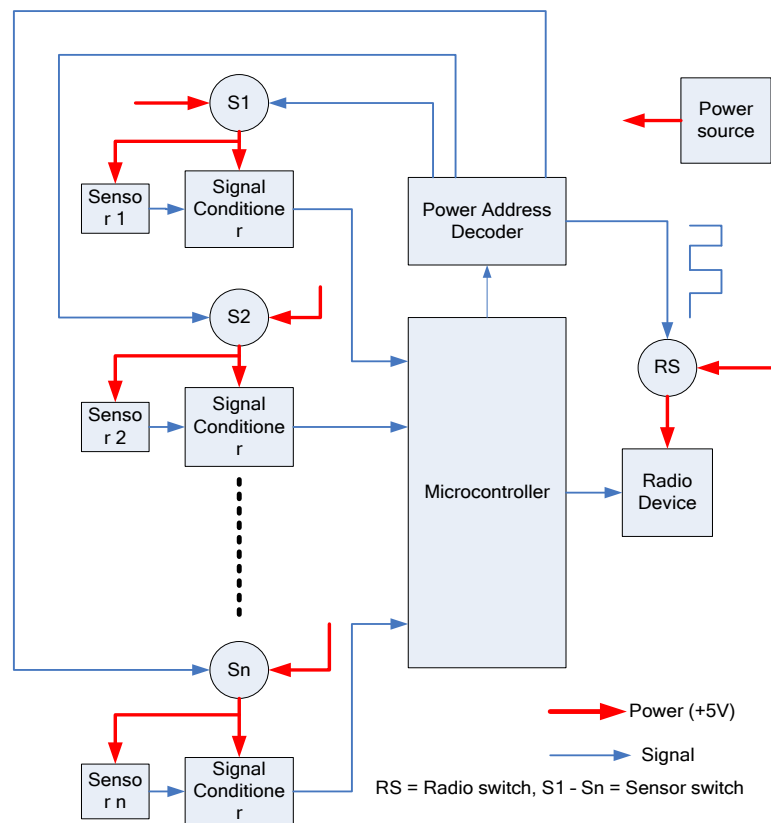 S1
Power
source
Senso
r 1
Signal
Conditione
r
Power Address
Decoder
S2
RS
Senso
r 2
Signal
Conditione
r
Microcontroller
Radio
Device
Sn
Power (+5V)
Signal
Senso
r n
Signal
Conditione
r
RS = Radio switch, S1 - Sn = Sensor switch